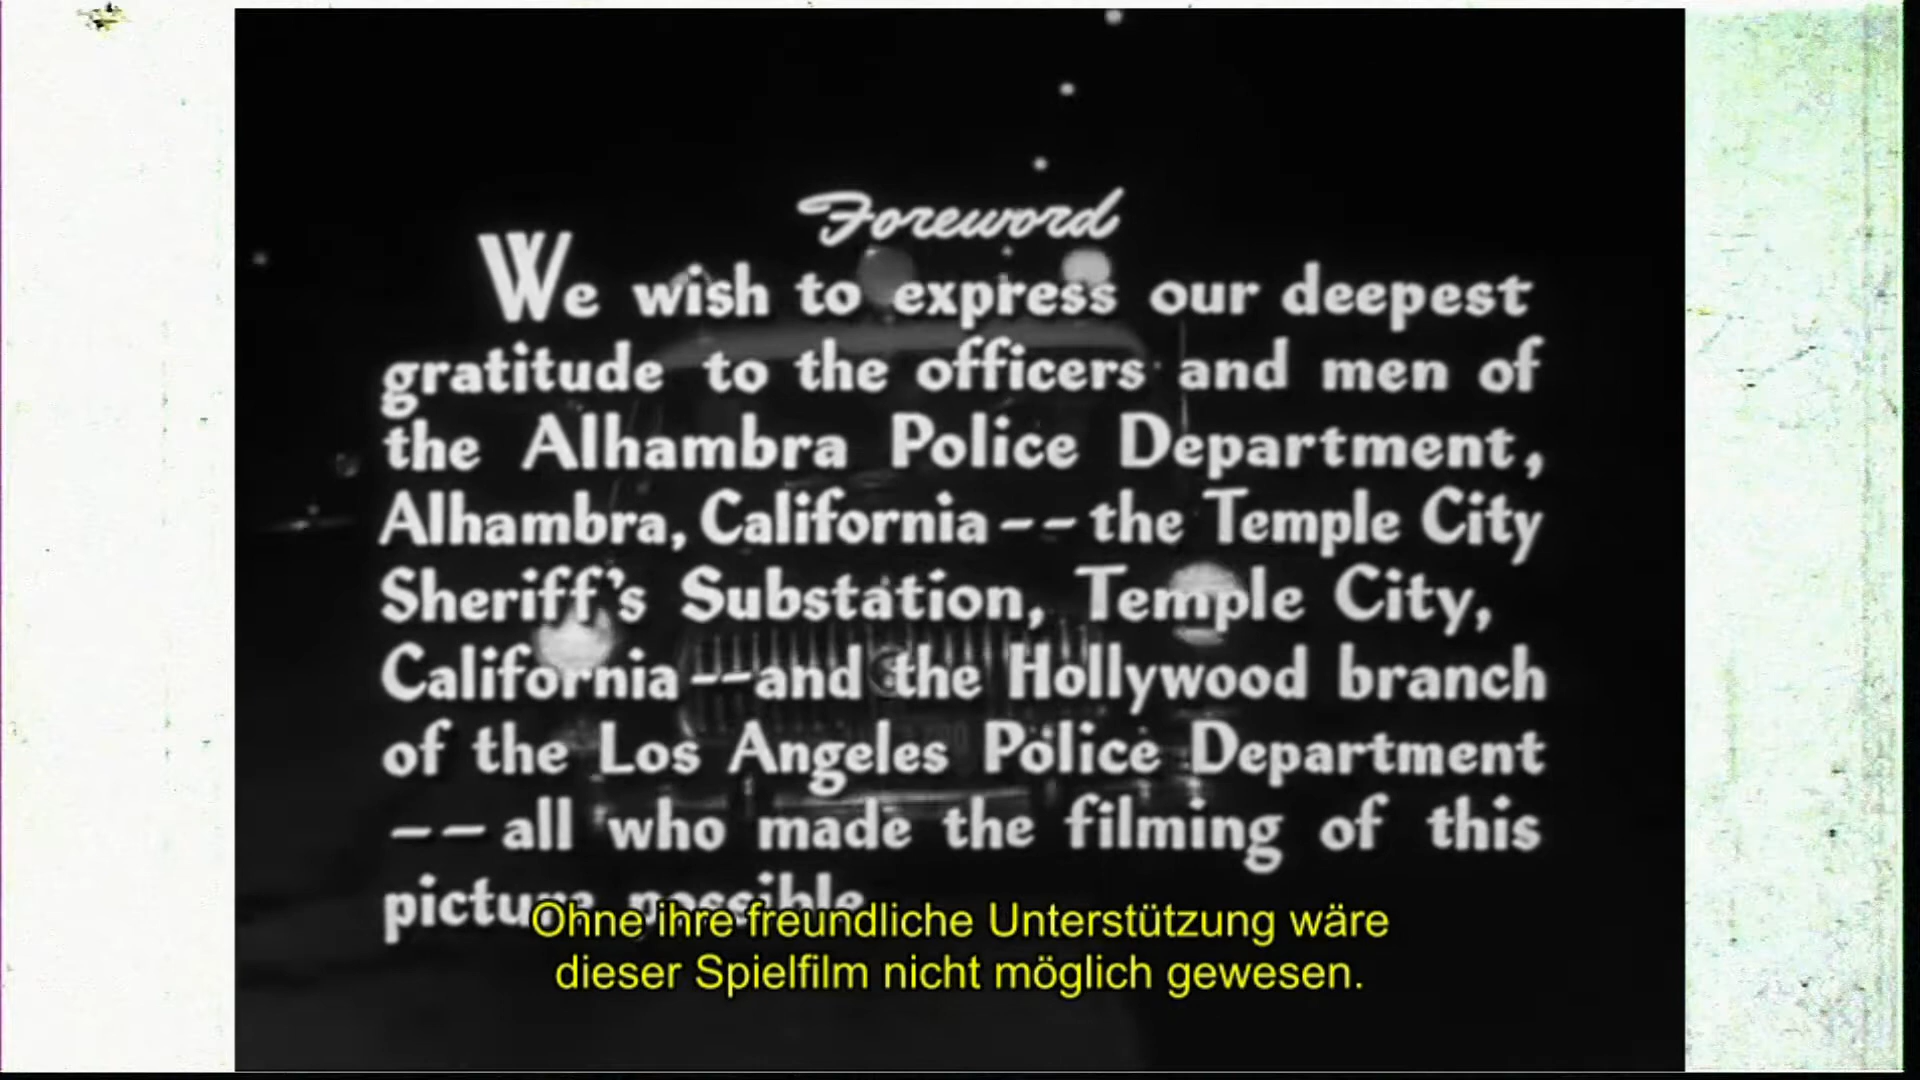 Foreword
We wish to express our deepest
gratitude to the officers and men of
the Alhambra Police Department,
Alhambra, California -- the Temple City
Sheriff's Substation, Temple City,
California -- and the Hollywood branch
of the Los Angeles Police Department
-- all who made the filming of this
picture possible
Ohne ihre freundliche Unterstützung wäre
dieser Spielfilm nicht möglich gewesen.